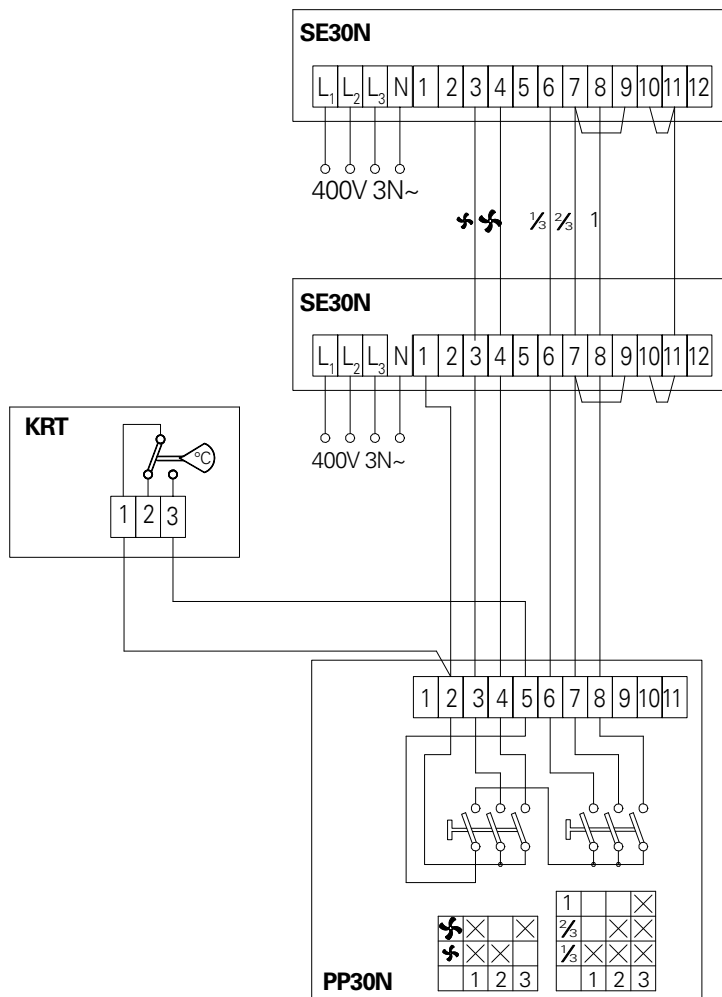 SE30N
L₁ L₂ L₃ N 1 2 3 4 5 6 7 8 9 10 11 12
400V 3N~
⅓ ⅔ 1
SE30N
L₁ L₂ L₃ N 1 2 3 4 5 6 7 8 9 10 11 12
400V 3N~
KRT
°C
1 2 3
1 2 3 4 5 6 7 8 9 10 11
1
⅔
⅓
1 2 3
1 2 3
PP30N